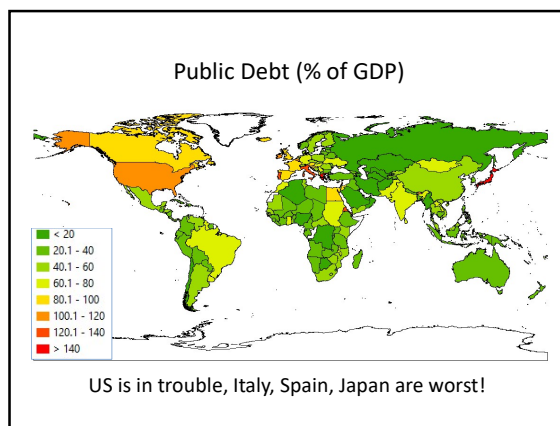 Public Debt (% of GDP)
< 20
20.1 - 40
40.1 - 60
60.1 - 80
80.1 - 100
100.1 - 120
120.1 - 140
> 140
US is in trouble, Italy, Spain, Japan are worst!